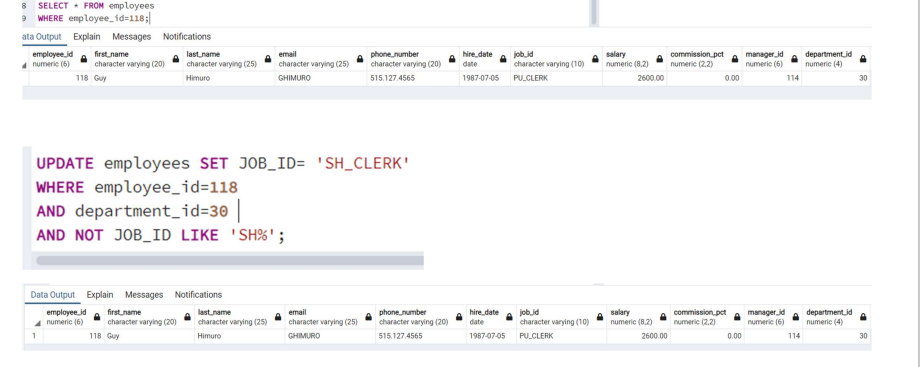 8 SELECT * FROM employees
9 WHERE employee_id=118;
ata Output Explain Messages Notifications
employee_id first_name last_name email phone_number hire_date job_id salary commission_pct manager_id department_id
numeric (6) character varying (20) character varying (25) character varying (25) character varying (20) date character varying (10) numeric (8,2) numeric (2,2) numeric (6) numeric (4)
118 Guy Himuro GHIMURO 515.127.4565 1987-07-05 PU_CLERK 2600.00 0.00 114 30
UPDATE employees SET JOB_ID= 'SH_CLERK'
WHERE employee_id=118
AND department_id=30
AND NOT JOB_ID LIKE 'SH%';
Data Output Explain Messages Notifications
employee_id first_name last_name email phone_number hire_date job_id salary commission_pct manager_id department_id
numeric (6) character varying (20) character varying (25) character varying (25) character varying (20) date character varying (10) numeric (8,2) numeric (2,2) numeric (6) numeric (4)
1 118 Guy Himuro GHIMURO 515.127.4565 1987-07-05 PU_CLERK 2600.00 0.00 114 30